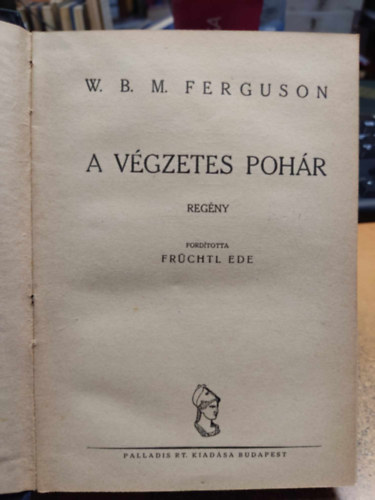 W. B. M. FERGUSON
A VÉGZETES POHÁR
REGÉNY
FORDÍTOTTA
FRÜCHTL EDE
PALLADIS RT. KIADÁSA BUDAPEST